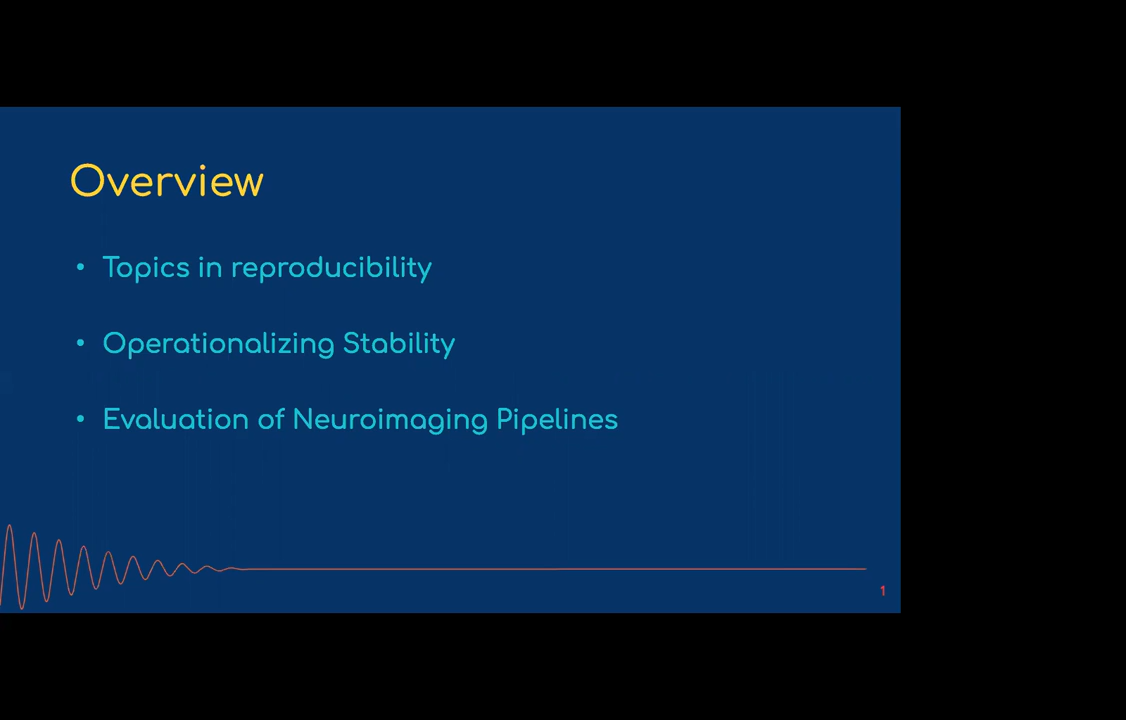 Overview
• Topics in reproducibility
• Operationalizing Stability
• Evaluation of Neuroimaging Pipelines
1